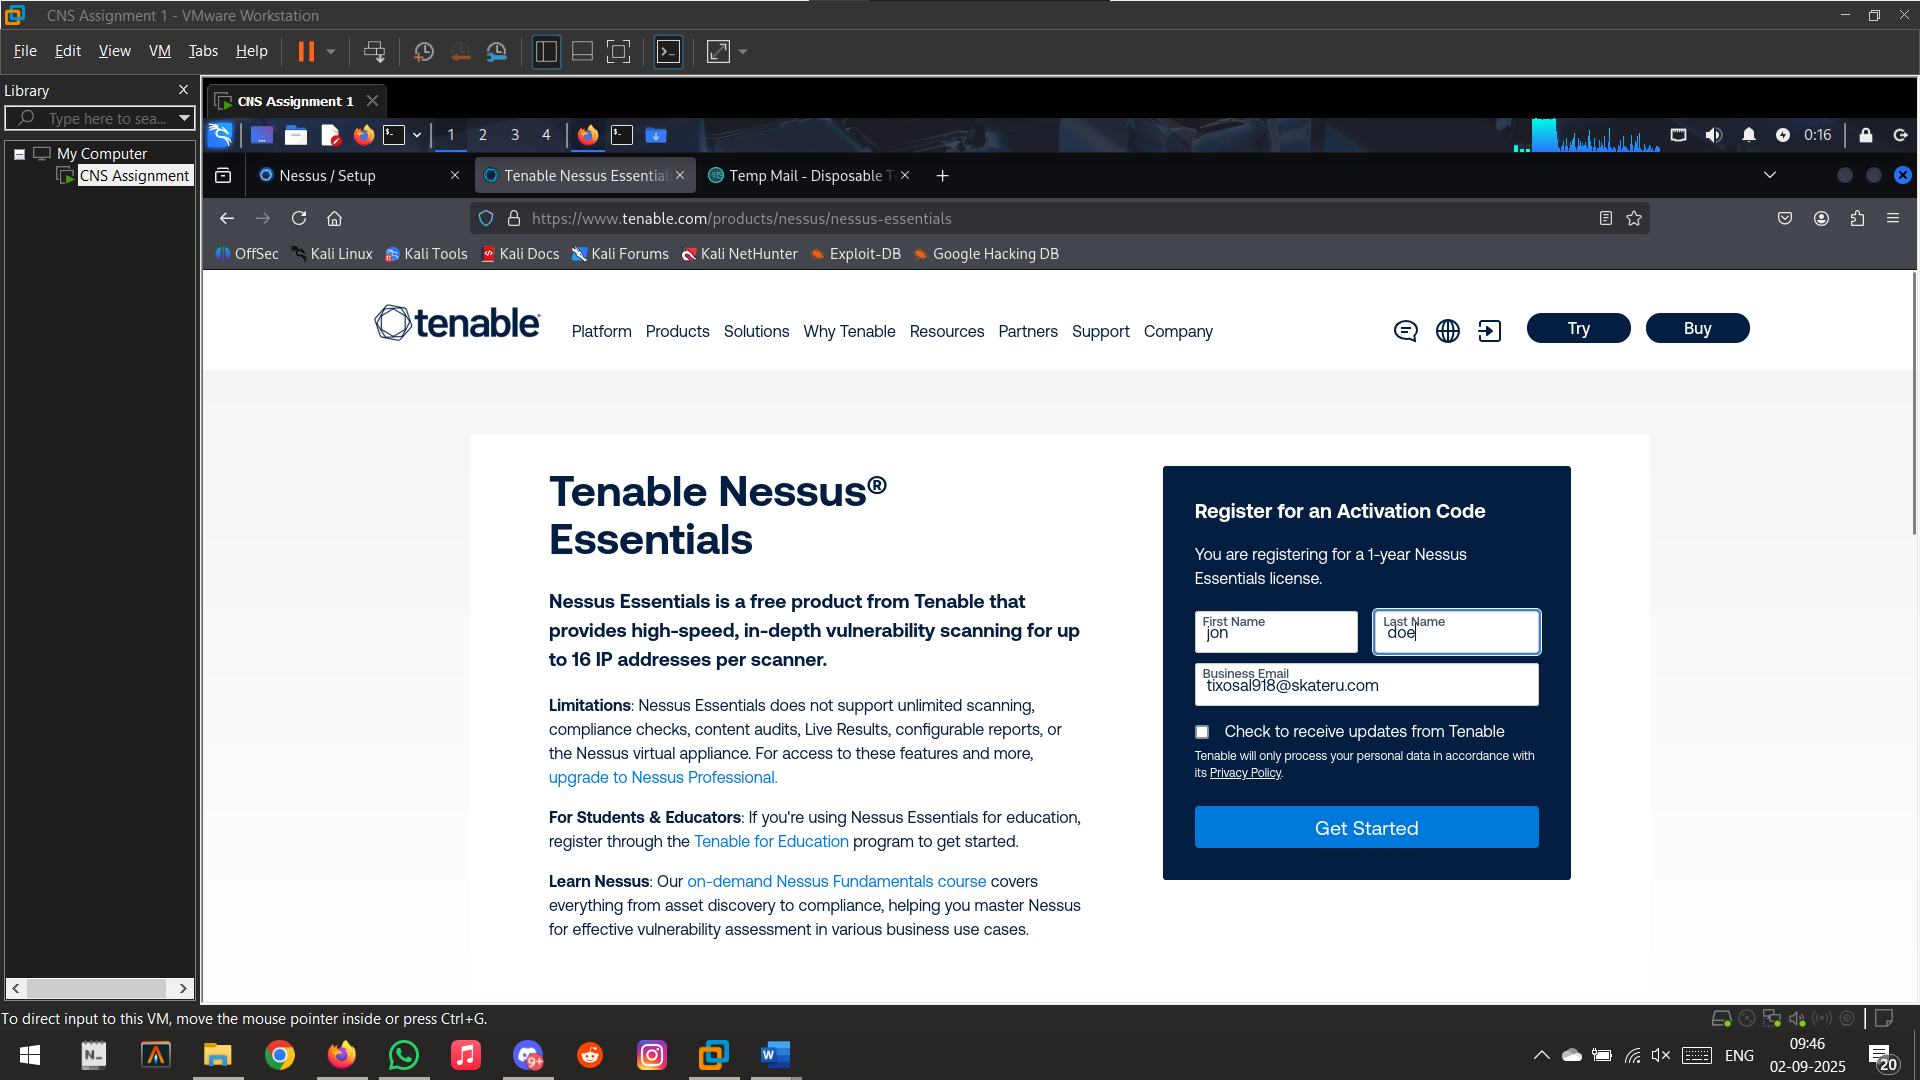 CNS Assignment 1 - VMware Workstation
File Edit View VM Tabs Help
Library
Type here to sea...
My Computer
CNS Assignment
CNS Assignment 1
1 2 3 4
0:16
Nessus / Setup
Tenable Nessus Essential
Temp Mail - Disposable T
https://www.tenable.com/products/nessus/nessus-essentials
OffSec Kali Linux Kali Tools Kali Docs Kali Forums Kali NetHunter Exploit-DB Google Hacking DB
tenable
Platform Products Solutions Why Tenable Resources Partners Support Company
Try Buy
Tenable Nessus®
Essentials
Nessus Essentials is a free product from Tenable that
provides high-speed, in-depth vulnerability scanning for up
to 16 IP addresses per scanner.
Limitations: Nessus Essentials does not support unlimited scanning,
compliance checks, content audits, Live Results, configurable reports, or
the Nessus virtual appliance. For access to these features and more,
upgrade to Nessus Professional.
For Students & Educators: If you're using Nessus Essentials for education,
register through the Tenable for Education program to get started.
Learn Nessus: Our on-demand Nessus Fundamentals course covers
everything from asset discovery to compliance, helping you master Nessus
for effective vulnerability assessment in various business use cases.
Register for an Activation Code
You are registering for a 1-year Nessus
Essentials license.
First Name
jon
Last Name
doe
Business Email
tixosal918@skateru.com
Check to receive updates from Tenable
Tenable will only process your personal data in accordance with
its Privacy Policy.
Get Started
To direct input to this VM, move the mouse pointer inside or press Ctrl+G.
N_
9+
W
ENG
09:46
02-09-2025
20